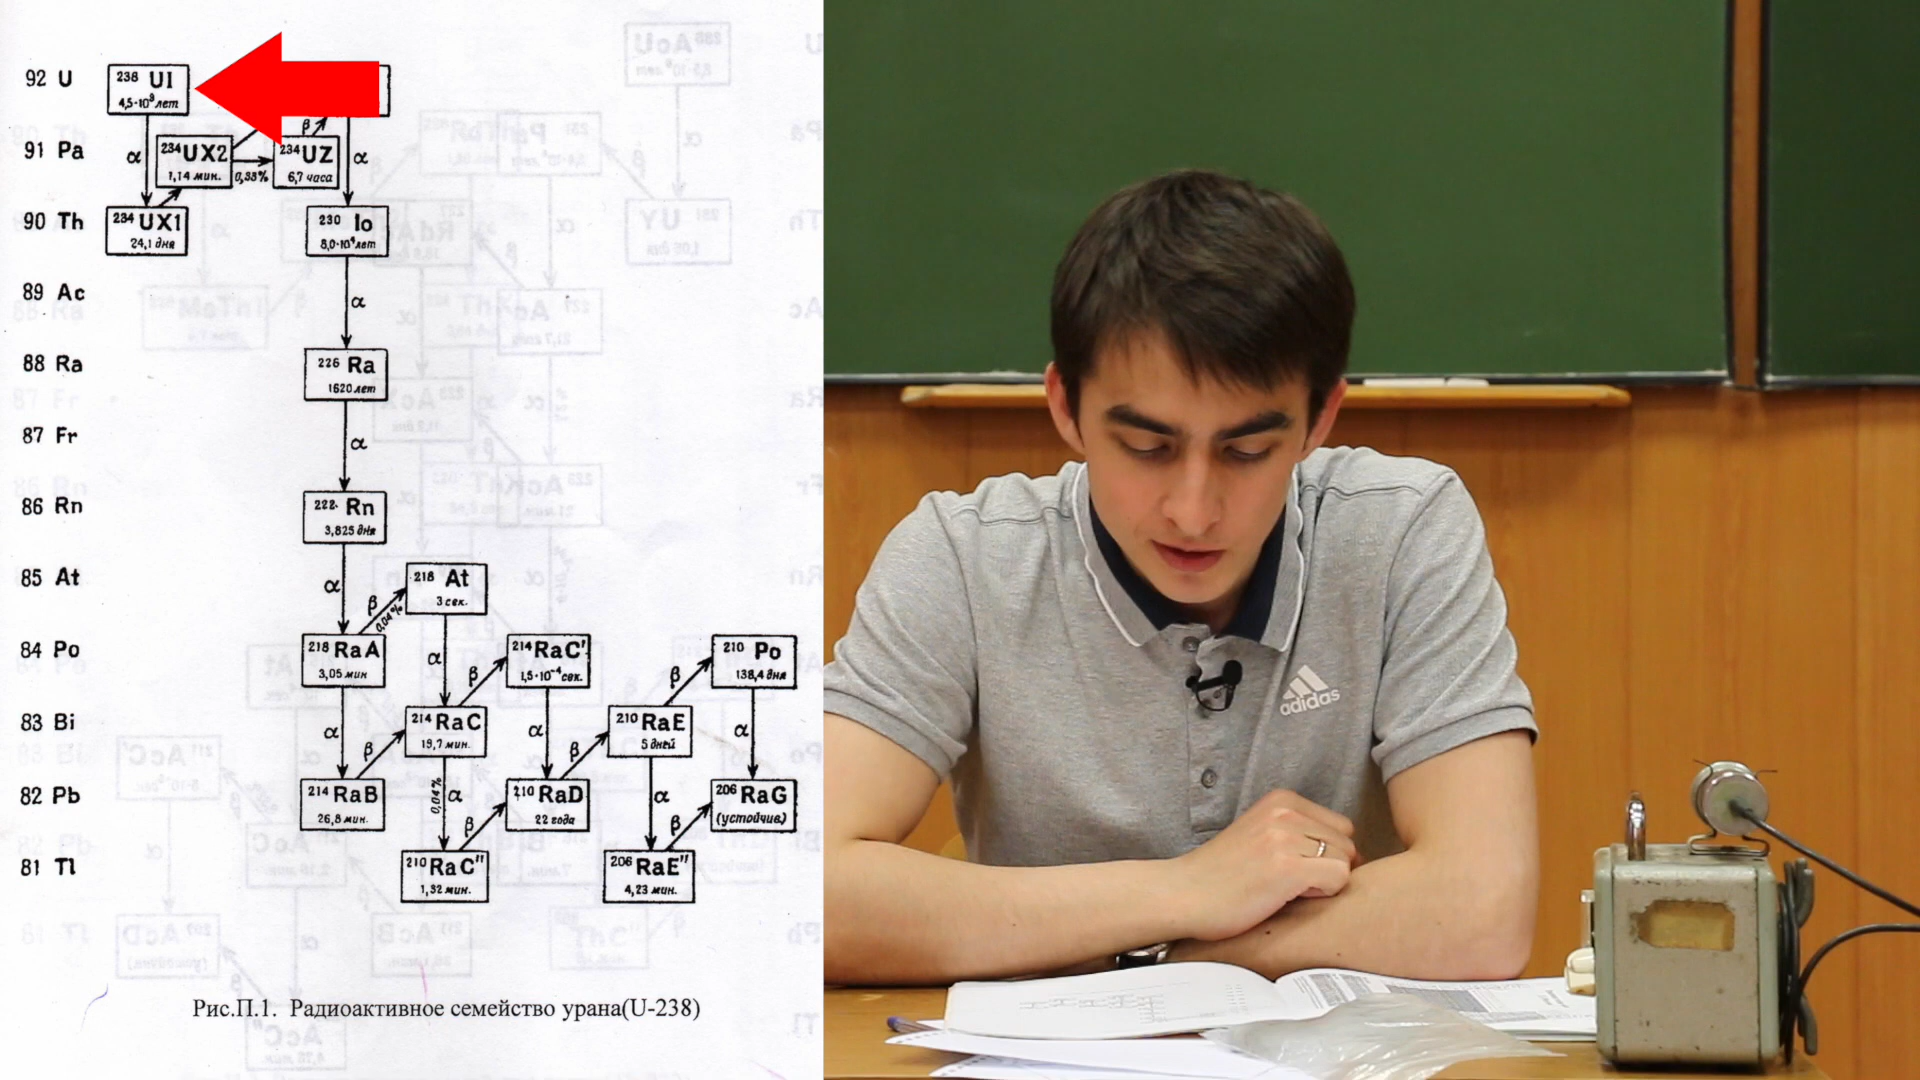 92 U
238 UI
4,5·10⁹ лет
β
91 Pa
α
234 UX2
1,14 мин.
0,33%
234 UZ
6,7 часа
α
90 Th
234 UX1
24,1 дня
230 Io
8,0·10⁴ лет
89 Ac
α
88 Ra
226 Ra
1620 лет
87 Fr
α
86 Rn
222 Rn
3,825 дня
85 At
α
β
0,04%
218 At
3 сек.
84 Po
218 RaA
3,05 мин
α
β
214 RaC'
1,5·10⁻⁴ сек.
β
210 Po
138,4 дня
83 Bi
α
β
214 RaC
19,7 мин.
α
β
210 RaE
5 дней
α
82 Pb
214 RaB
26,8 мин.
0,04%
α
β
210 RaD
22 года
α
β
206 RaG
(устойчив.)
81 Tl
210 RaC"
1,32 мин.
206 RaE"
4,23 мин.
Рис.П.1. Радиоактивное семейство урана(U-238)
adidas